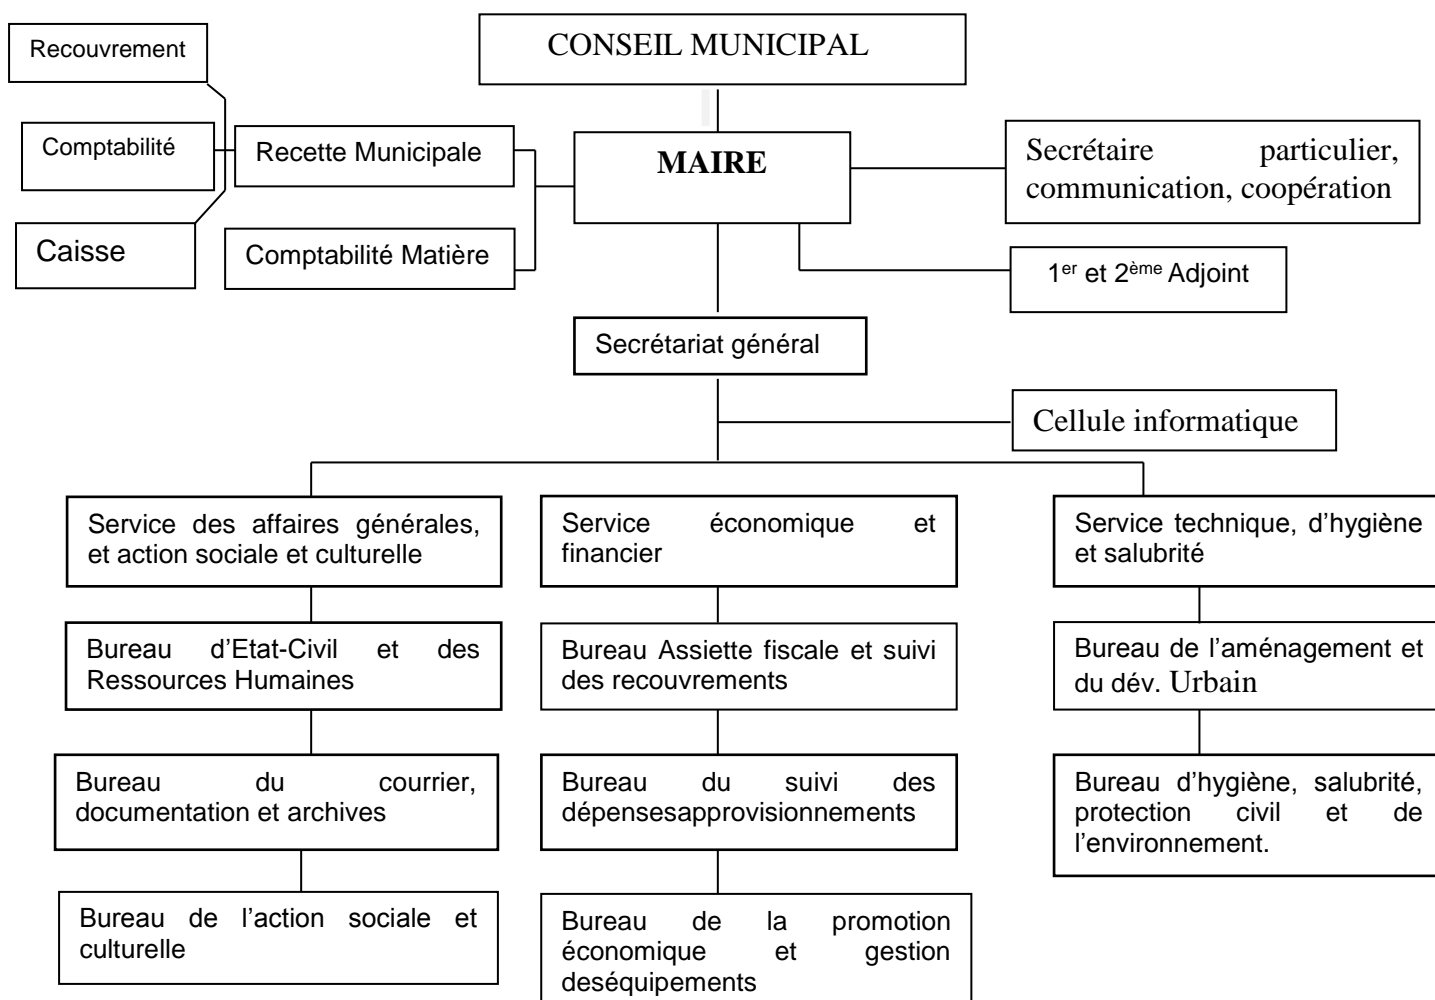 CONSEIL MUNICIPAL
Recouvrement
Comptabilité
Recette Municipale
MAIRE
Secrétaire particulier,
communication, coopération
Caisse
Comptabilité Matière
1er et 2ème Adjoint
Secrétariat général
Cellule informatique
Service des affaires générales,
et action sociale et culturelle
Service économique et
financier
Service technique, d’hygiène
et salubrité
Bureau d’Etat-Civil et des
Ressources Humaines
Bureau Assiette fiscale et suivi
des recouvrements
Bureau de l’aménagement et
du dév. Urbain
Bureau du courrier,
documentation et archives
Bureau du suivi des
dépensesapprovisionnements
Bureau d’hygiène, salubrité,
protection civil et de
l’environnement.
Bureau de l’action sociale et
culturelle
Bureau de la promotion
économique et gestion
deséquipements